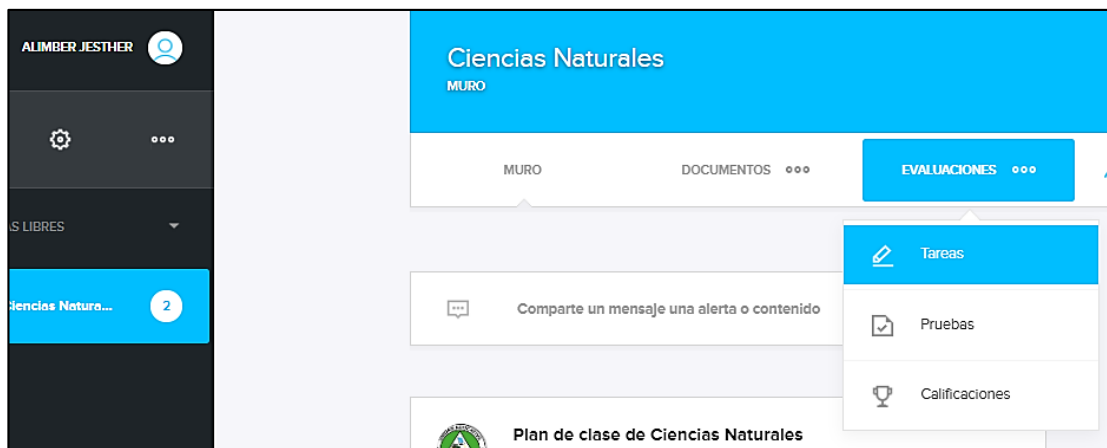 ALIMBER JESTHER
AS LIBRES
Ciencias Natura...
2
Ciencias Naturales
MURO
MURO
DOCUMENTOS
EVALUACIONES
Tareas
Pruebas
Calificaciones
Comparte un mensaje una alerta o contenido
Plan de clase de Ciencias Naturales